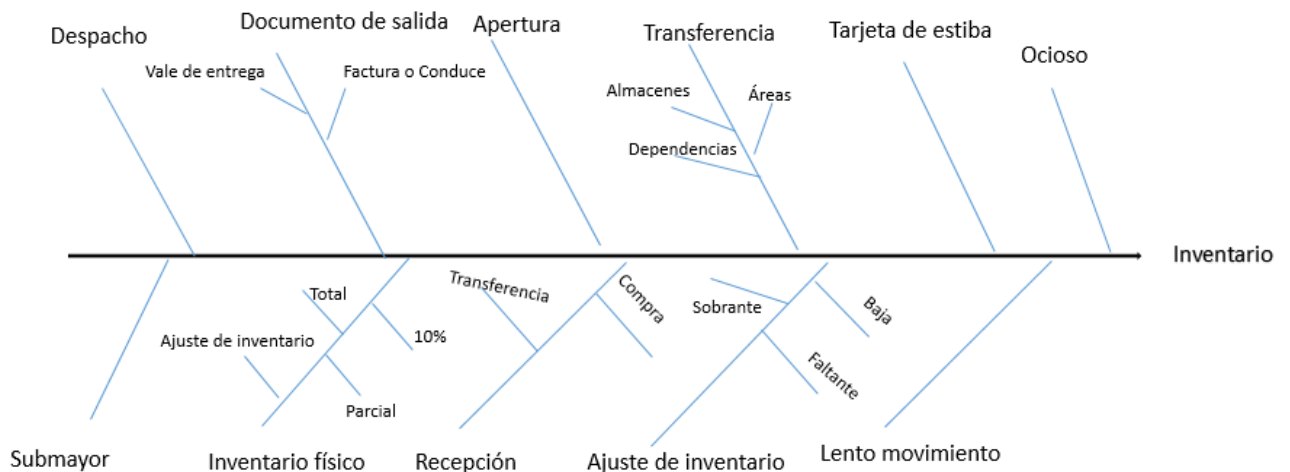 Despacho
Documento de salida
Apertura
Transferencia
Tarjeta de estiba
Ocioso
Vale de entrega
Factura o Conduce
Almacenes
Áreas
Dependencias
Inventario
Total
Transferencia
Compra
Sobrante
Baja
Ajuste de inventario
10%
Faltante
Parcial
Submayor
Inventario físico
Recepción
Ajuste de inventario
Lento movimiento